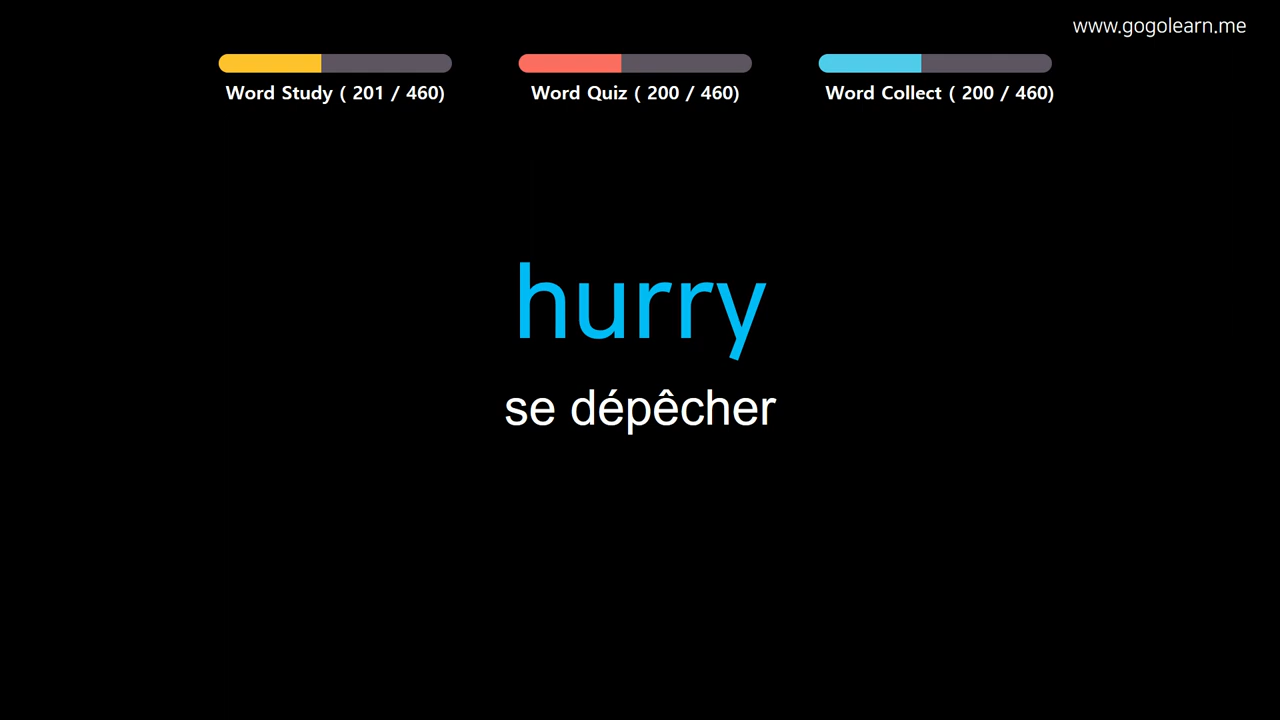 www.gogolearn.me
Word Study ( 201 / 460)
Word Quiz ( 200 / 460)
Word Collect ( 200 / 460)
hurry
se dépêcher